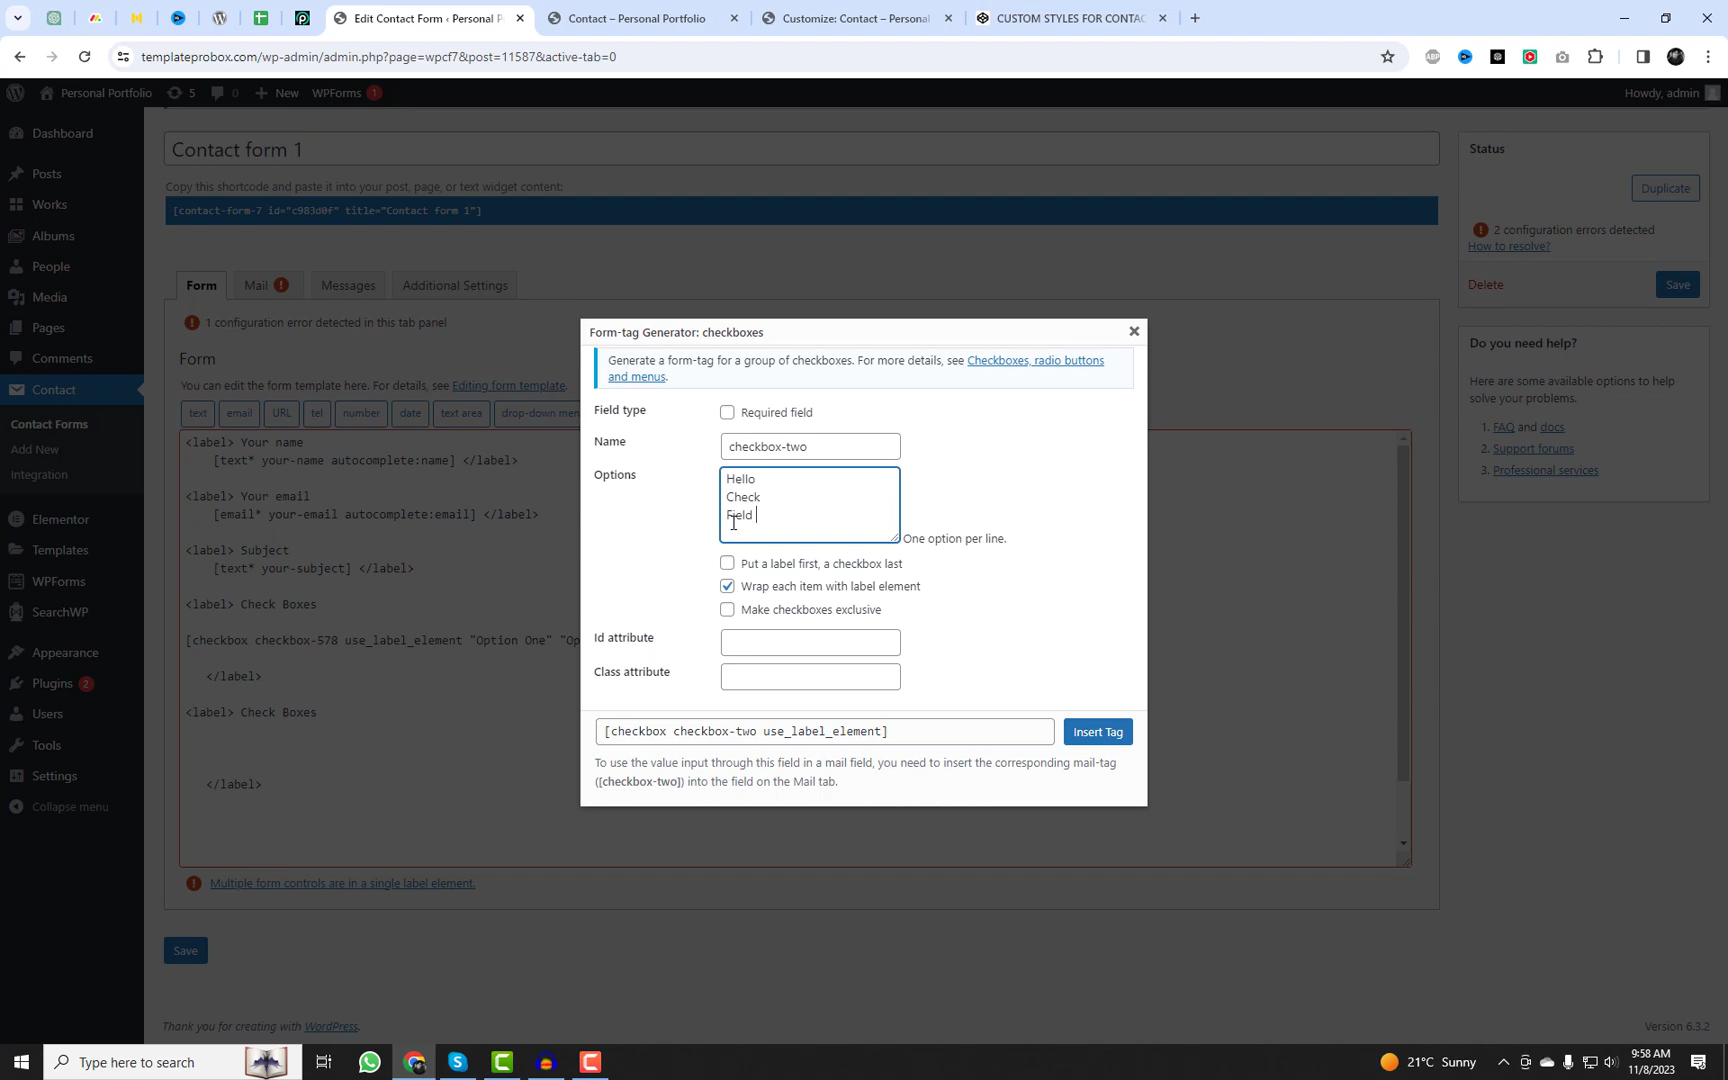 Edit Contact Form ‹ Personal P
Contact – Personal Portfolio
Customize: Contact – Personal
CUSTOM STYLES FOR CONTAC
templateprobox.com/wp-admin/admin.php?page=wpcf7&post=11587&active-tab=0
ABP
Personal Portfolio
5
0
New
WPForms 1
Howdy, admin
Dashboard
Posts
Works
Albums
People
Media
Pages
Comments
Contact
Contact Forms
Add New
Integration
Elementor
Templates
WPForms
SearchWP
Appearance
Plugins 2
Users
Tools
Settings
Collapse menu
Contact form 1
Copy this shortcode and paste it into your post, page, or text widget content:
[contact-form-7 id="c983d0f" title="Contact form 1"]
Form
Mail !
Messages
Additional Settings
! 1 configuration error detected in this tab panel
Form
You can edit the form template here. For details, see Editing form template.
text
email
URL
tel
number
date
text area
drop-down men
<label> Your name
[text* your-name autocomplete:name] </label>
<label> Your email
[email* your-email autocomplete:email] </label>
<label> Subject
[text* your-subject] </label>
<label> Check Boxes
[checkbox checkbox-578 use_label_element "Option One" "Op
</label>
<label> Check Boxes
</label>
! Multiple form controls are in a single label element.
Save
Thank you for creating with WordPress.
Version 6.3.2
Status
Duplicate
! 2 configuration errors detected
How to resolve?
Delete
Save
Do you need help?
Here are some available options to help
solve your problems.
1. FAQ and docs
2. Support forums
3. Professional services
Form-tag Generator: checkboxes
Generate a form-tag for a group of checkboxes. For more details, see Checkboxes, radio buttons
and menus.
Field type
Required field
Name
checkbox-two
Options
Hello
Check
Field
One option per line.
Put a label first, a checkbox last
Wrap each item with label element
Make checkboxes exclusive
Id attribute
Class attribute
[checkbox checkbox-two use_label_element]
Insert Tag
To use the value input through this field in a mail field, you need to insert the corresponding mail-tag
([checkbox-two]) into the field on the Mail tab.
Type here to search
21°C Sunny
9:58 AM
11/8/2023